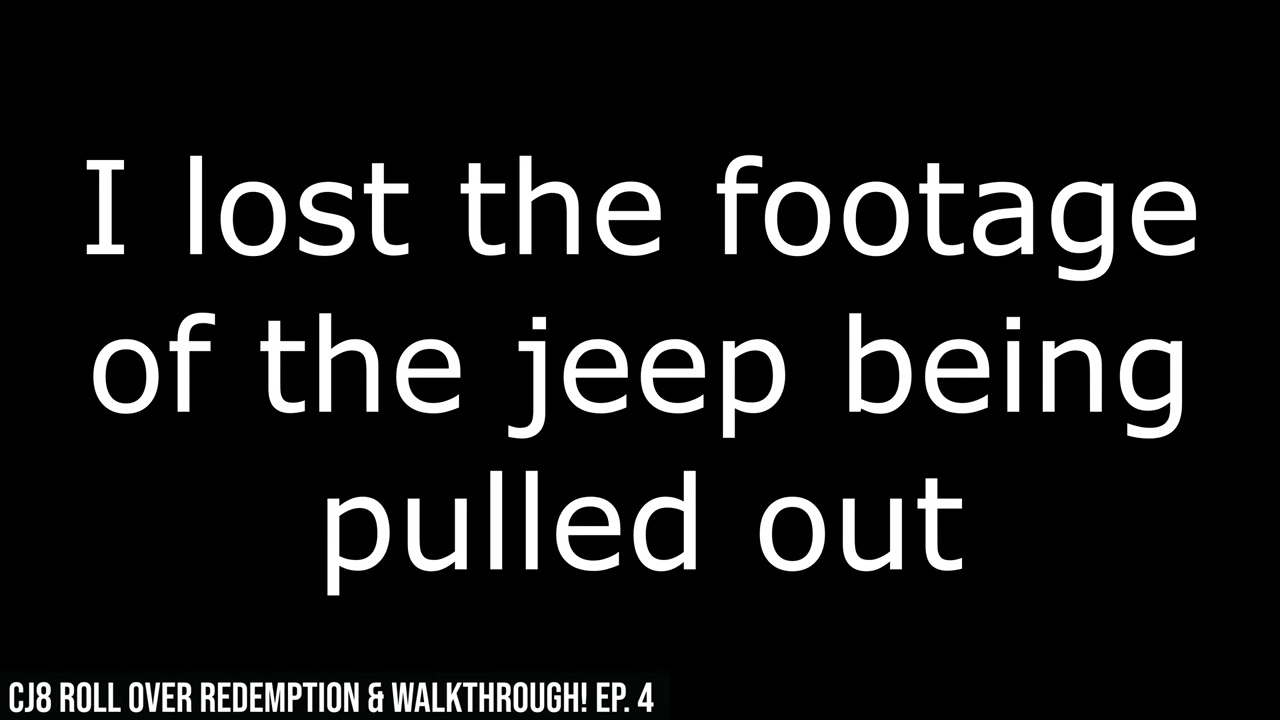 I lost the footage
of the jeep being
pulled out
CJ8 ROLL OVER REDEMPTION & WALKTHROUGH! EP. 4